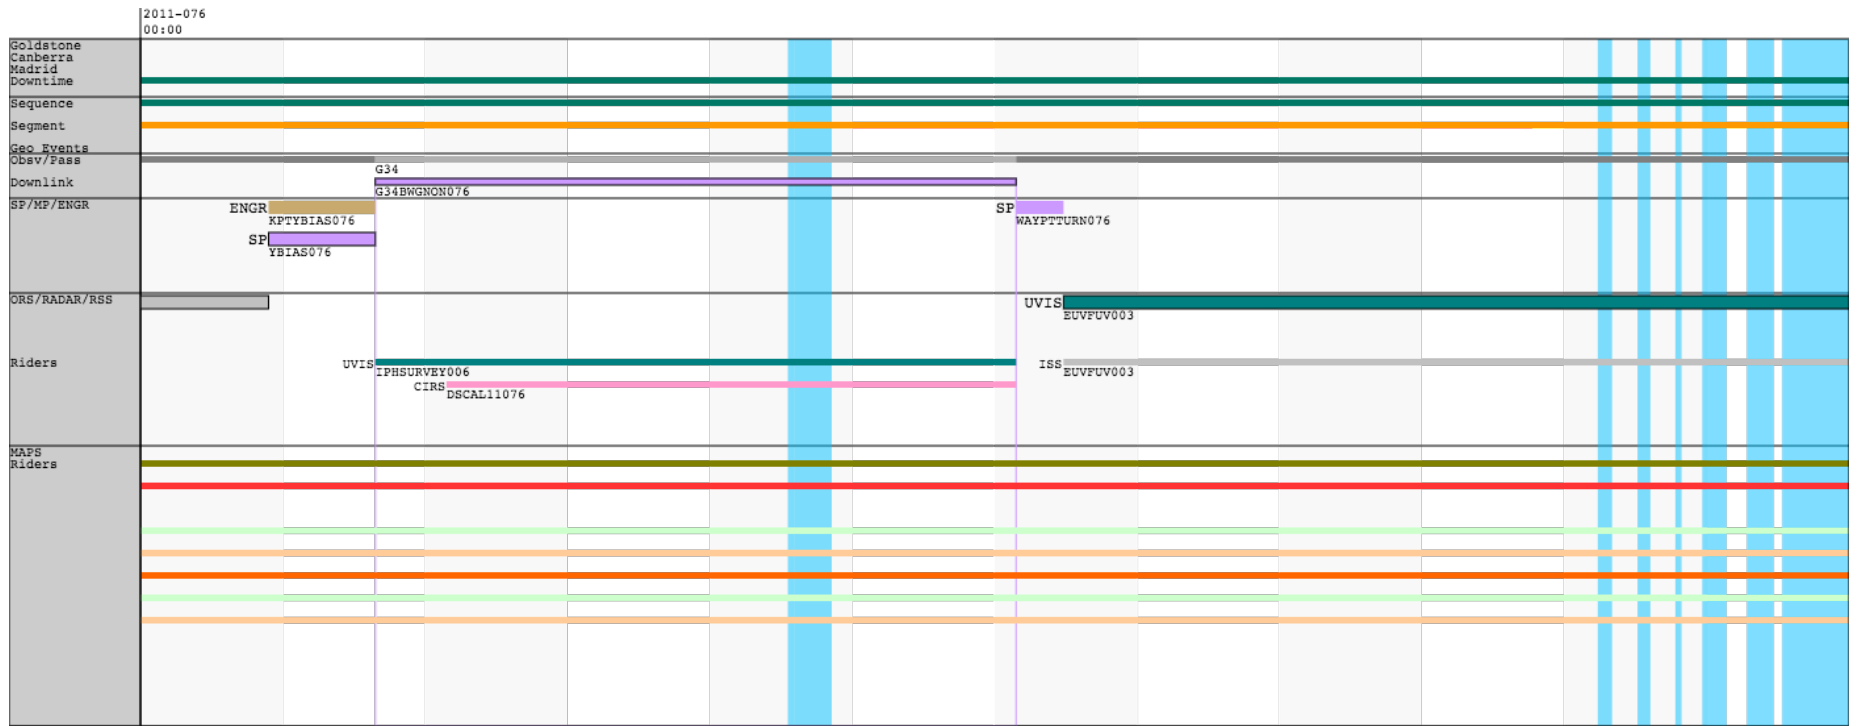 2011-076
00:00
Goldstone
Canberra
Madrid
Downtime
Sequence
Segment
Geo Events
Obsv/Pass
G34
Downlink
G34BWGNON076
SP/MP/ENGR
ENGR
SP
KPTYBIAS076
WAYPTTURN076
SP
YBIAS076
ORS/RADAR/RSS
UVIS
EUVFUV003
Riders
UVIS
ISS
IPHSURVEY006
EUVFUV003
CIRS
DSCAL11076
MAPS
Riders